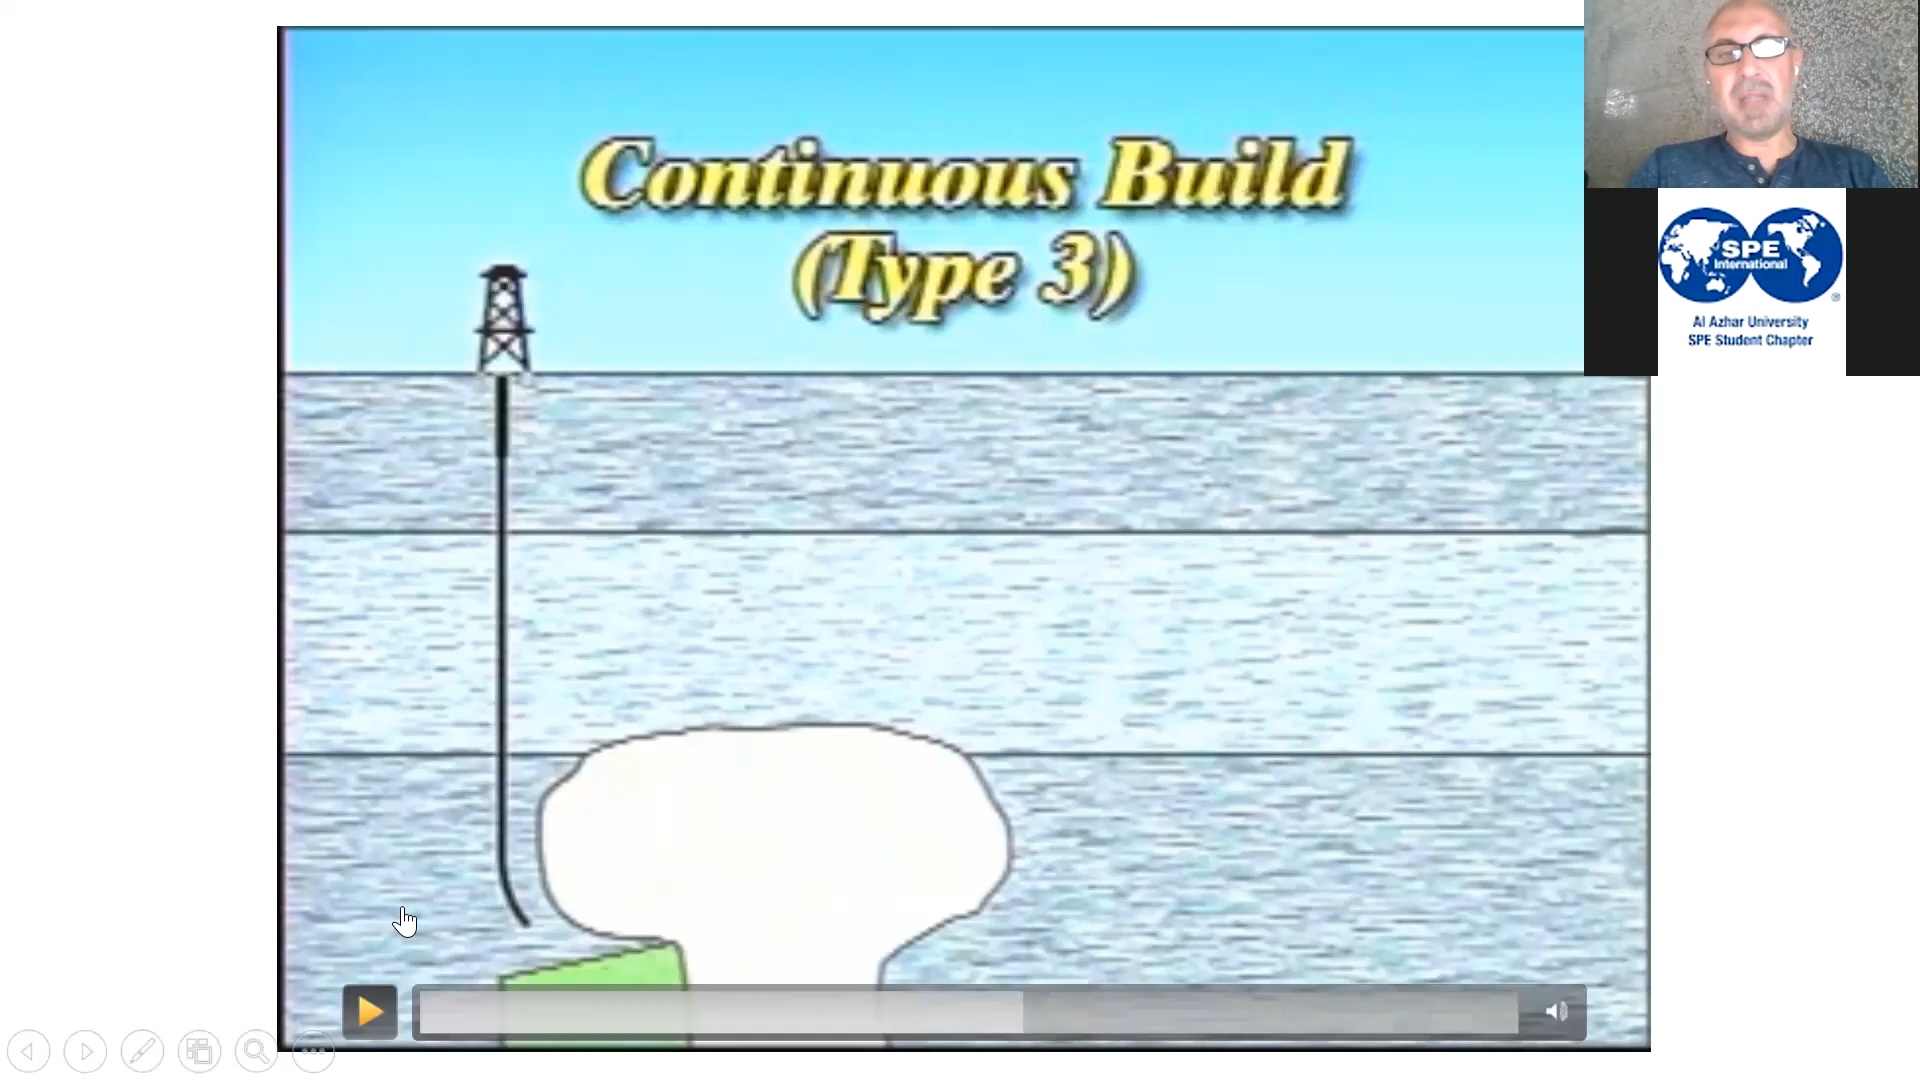 Continuous Build
(Type 3)
SPE
International
®
Al Azhar University
SPE Student Chapter